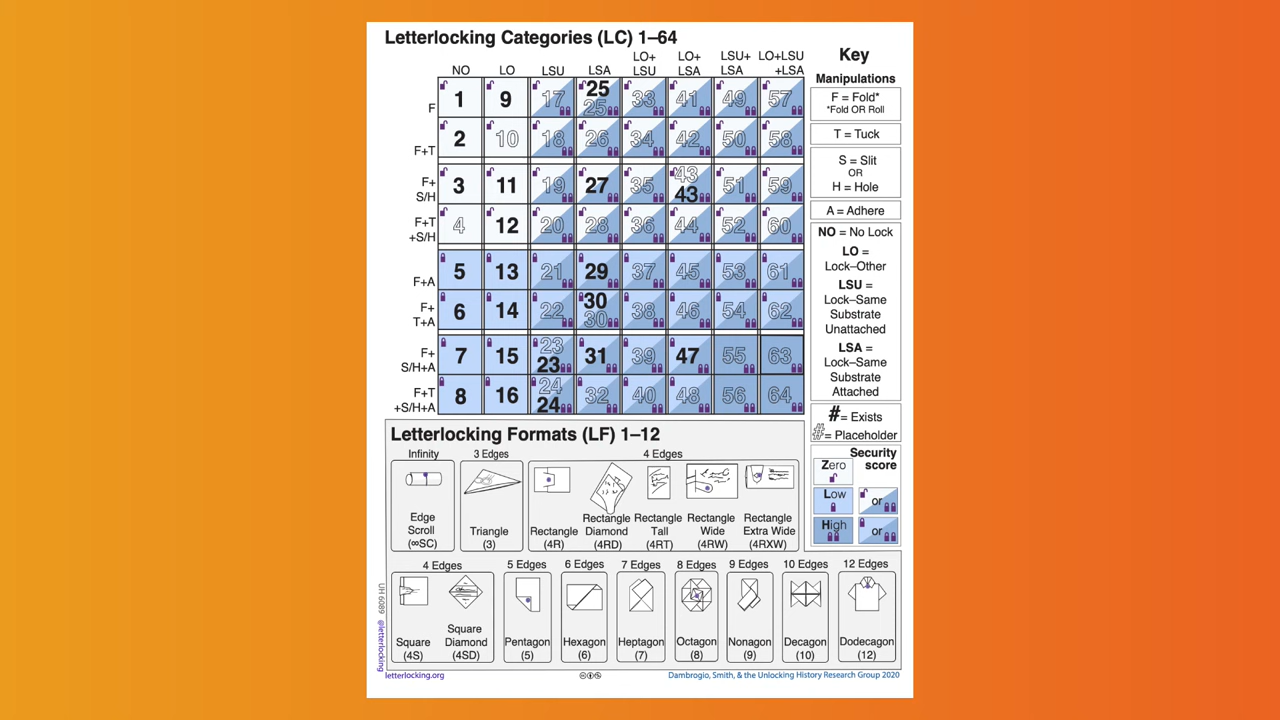 Letterlocking Categories (LC) 1–64
NO LO LSU LSA LO+ LSU LO+ LSA LSU+ LSA LO+LSU +LSA
F 1 9 17 25 25 33 41 49 57
F+T 2 10 18 26 34 42 50 58
F+ S/H 3 11 19 27 35 43 43 51 59
F+T +S/H 4 12 20 28 36 44 52 60
F+A 5 13 21 29 37 45 53 61
F+ T+A 6 14 22 30 30 38 46 54 62
F+ S/H+A 7 15 23 23 31 39 47 55 63
F+T +S/H+A 8 16 24 24 32 40 48 56 64
Key
Manipulations
F = Fold*
*Fold OR Roll
T = Tuck
S = Slit
OR
H = Hole
A = Adhere
NO = No Lock
LO =
Lock–Other
LSU =
Lock–Same
Substrate
Unattached
LSA =
Lock–Same
Substrate
Attached
# = Exists
# = Placeholder
Security
score
Zero
Low or
High or
Letterlocking Formats (LF) 1–12
Infinity 3 Edges 4 Edges
Edge Scroll (∞SC)
Triangle (3)
Rectangle (4R)
Rectangle Diamond (4RD)
Rectangle Tall (4RT)
Rectangle Wide (4RW)
Rectangle Extra Wide (4RXW)
4 Edges 5 Edges 6 Edges 7 Edges 8 Edges 9 Edges 10 Edges 12 Edges
Square (4S)
Square Diamond (4SD)
Pentagon (5)
Hexagon (6)
Heptagon (7)
Octagon (8)
Nonagon (9)
Decagon (10)
Dodecagon (12)
UH 6089 @letterlocking
letterlocking.org
Dambrogio, Smith, & the Unlocking History Research Group 2020